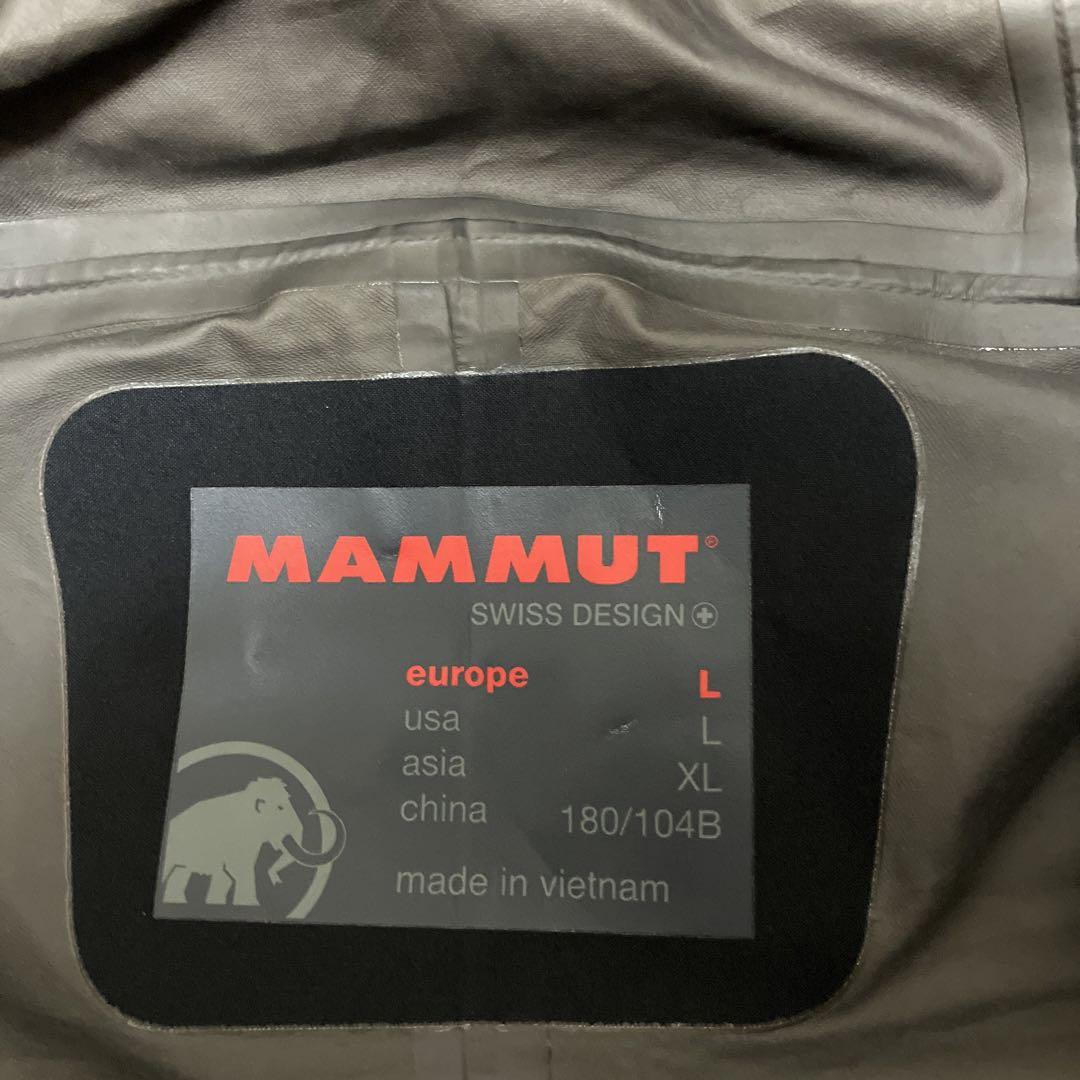 MAMMUT®
SWISS DESIGN
europe L
usa L
asia XL
china 180/104B
made in vietnam